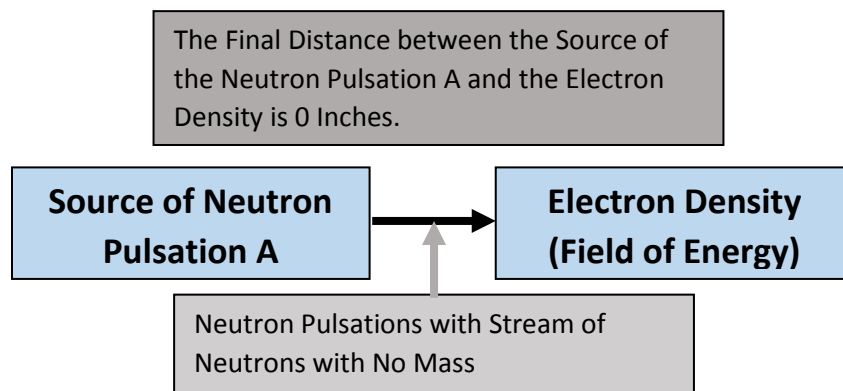 The Final Distance between the Source of
the Neutron Pulsation A and the Electron
Density is 0 Inches.
Source of Neutron
Pulsation A
Electron Density
(Field of Energy)
Neutron Pulsations with Stream of
Neutrons with No Mass